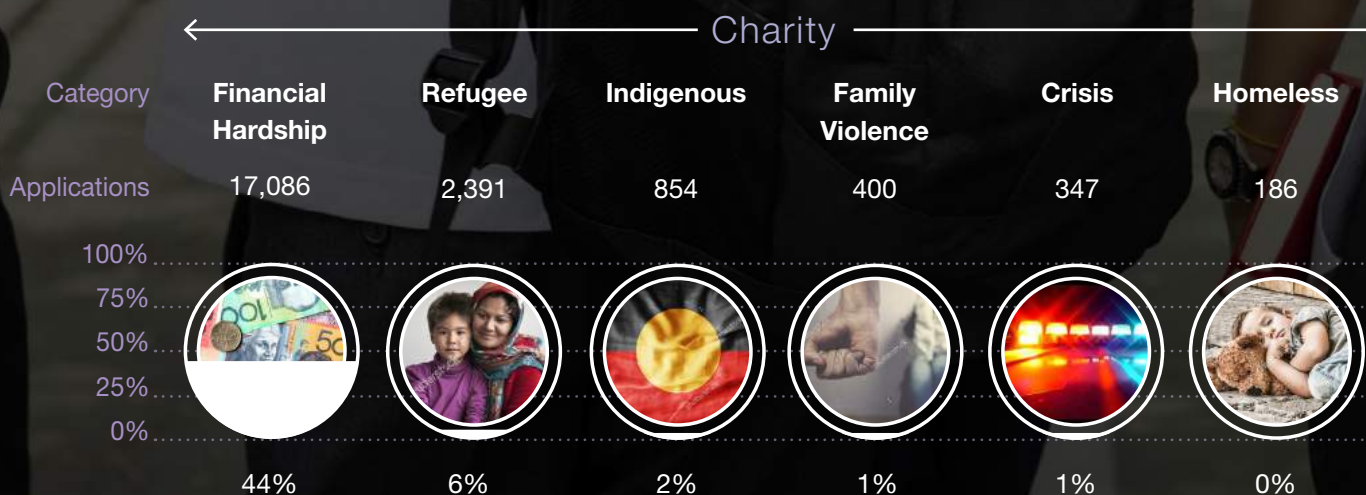 Charity
Category Financial Hardship Refugee Indigenous Family Violence Crisis Homeless
Applications 17,086 2,391 854 400 347 186
100%
75%
50%
25%
0%
44% 6% 2% 1% 1% 0%